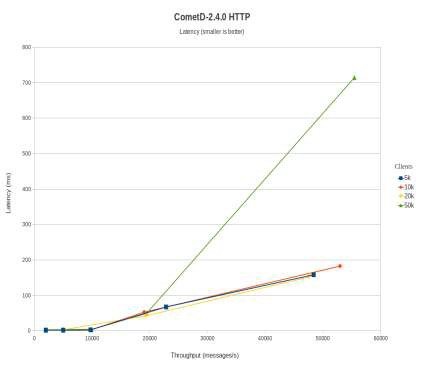 CometD-2.4.0 HTTP
Latency (smaller is better)
800
700
600
500
400
300
200
100
0
Latency (ms)
0 10000 20000 30000 40000 50000 60000
Throughput (messages/s)
Clients
5k
10k
20k
50k